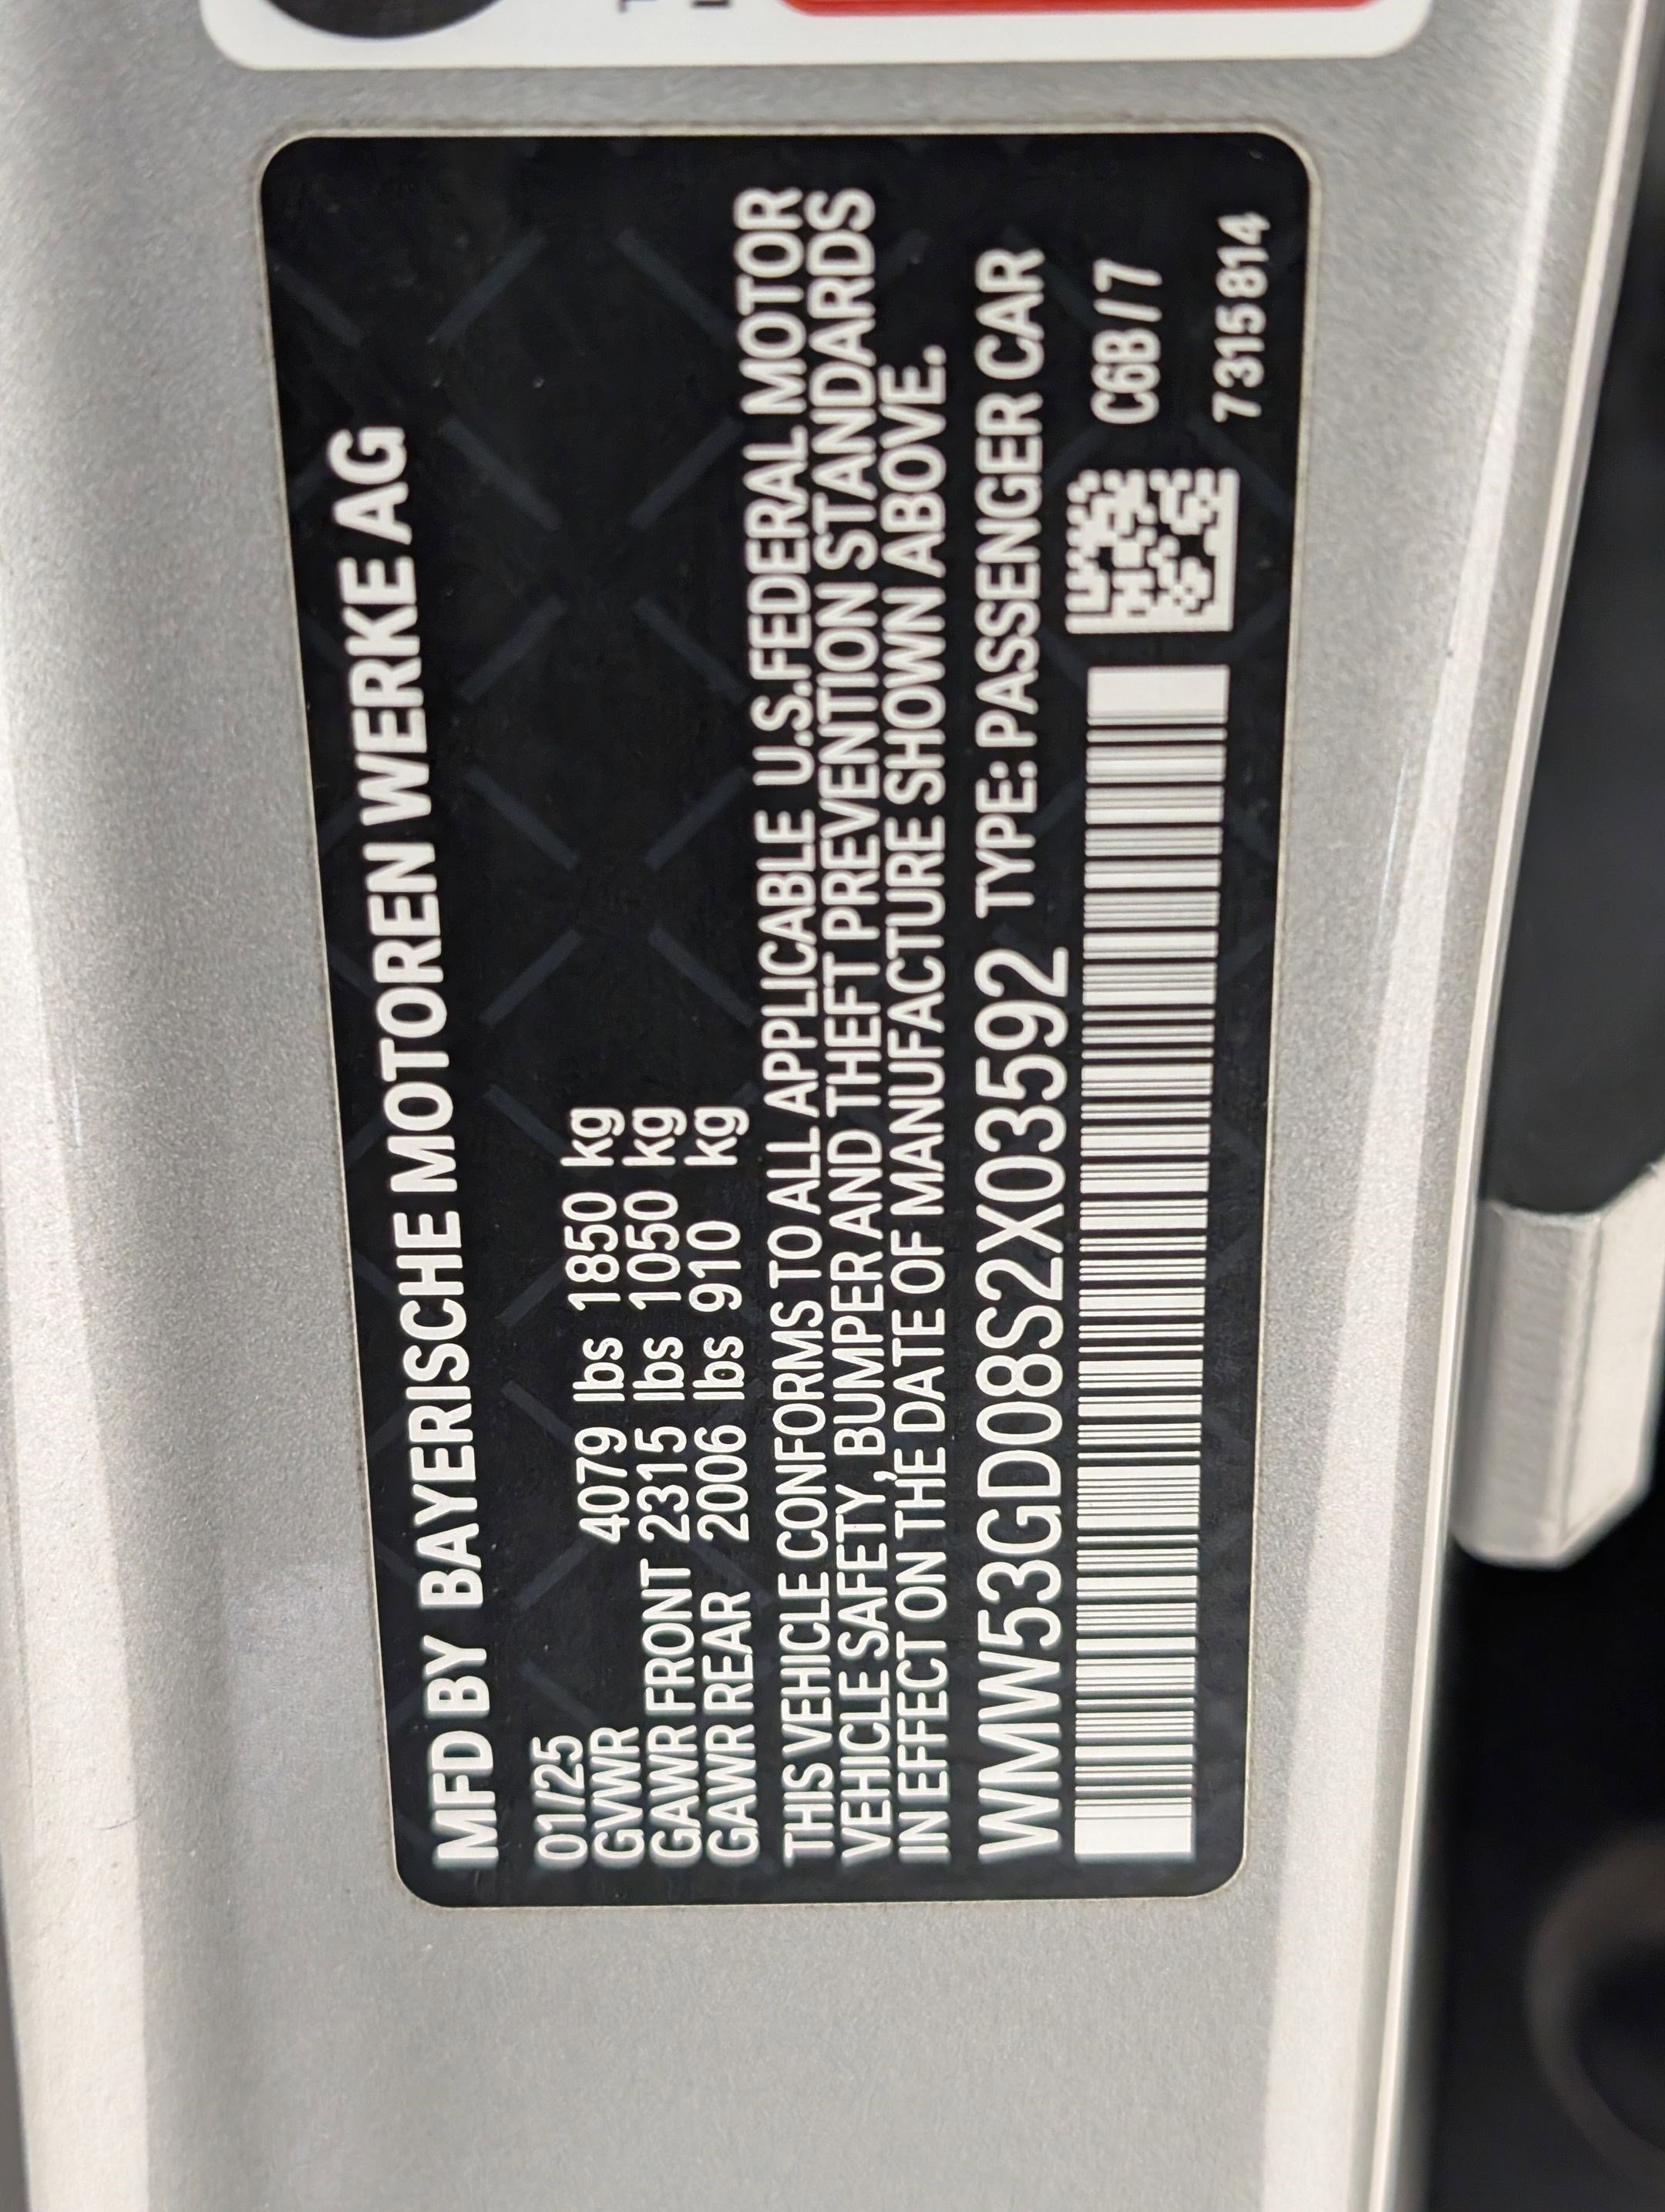 MFD BY BAYERISCHE MOTOREN WERKE AG
01/25
GVWR 4079 lbs 1850 kg
GAWR FRONT 2315 lbs 1050 kg
GAWR REAR 2006 lbs 910 kg
THIS VEHICLE CONFORMS TO ALL APPLICABLE U.S.FEDERAL MOTOR
VEHICLE SAFETY, BUMPER AND THEFT PREVENTION STANDARDS
IN EFFECT ON THE DATE OF MANUFACTURE SHOWN ABOVE.
WMW53GD08S2X03592 TYPE: PASSENGER CAR
C6B/7
7315814